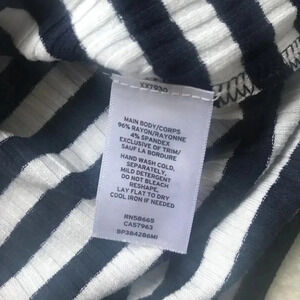 MAIN BODY/CORPS
96% RAYON/RAYONNE
4% SPANDEX
EXCLUSIVE OF TRIM/
SAUF LA BORDURE
HAND WASH COLD,
SEPARATELY,
MILD DETERGENT
DO NOT BLEACH
RESHAPE,
LAY FLAT TO DRY
COOL IRON IF NEEDED
RN58665
CA57963
BP384286MI